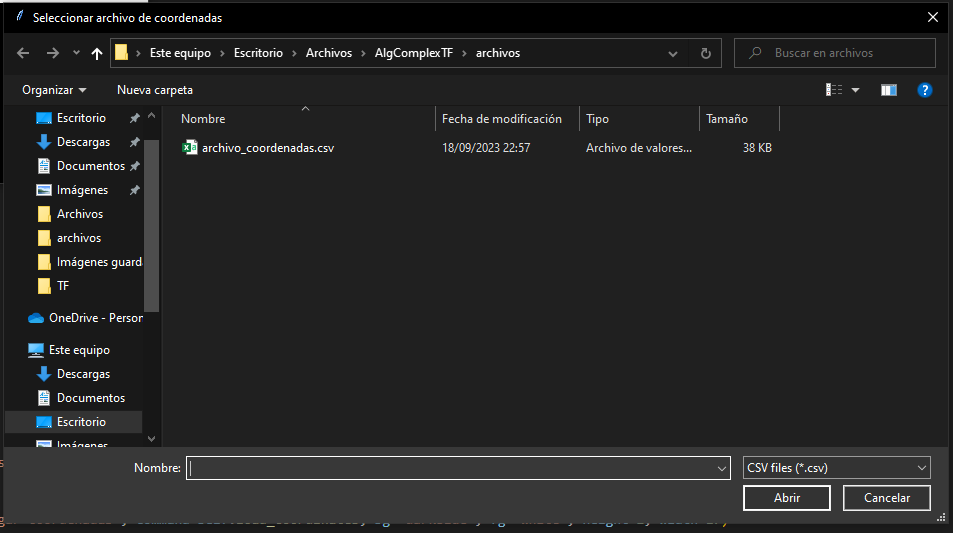 Seleccionar archivo de coordenadas
Este equipo > Escritorio > Archivos > AlgComplexTF > archivos
Buscar en archivos
Organizar
Nueva carpeta
Escritorio
Descargas
Documentos
Imágenes
Archivos
archivos
Imágenes guard
TF
OneDrive - Person
Este equipo
Descargas
Documentos
Escritorio
Imágenes
Nombre
Fecha de modificación
Tipo
Tamaño
archivo_coordenadas.csv
18/09/2023 22:57
Archivo de valores...
38 KB
Nombre:
CSV files (*.csv)
Abrir
Cancelar